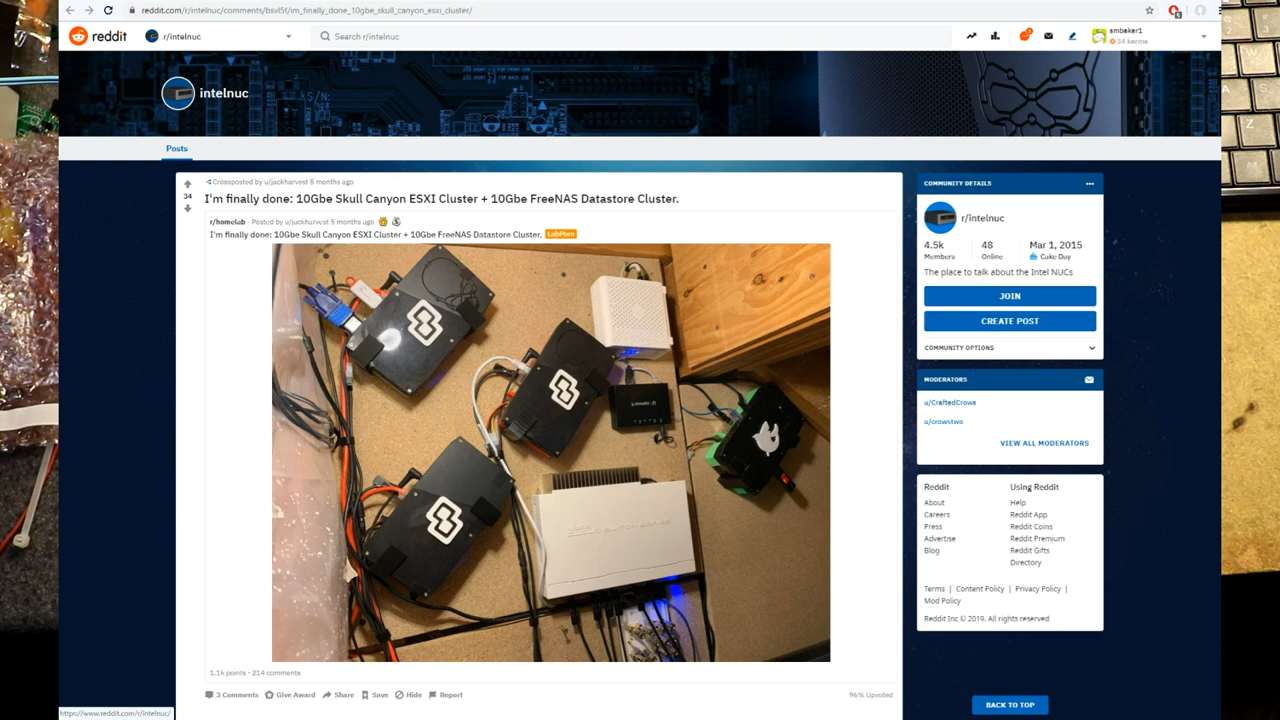 reddit.com/r/intelnuc/comments/bsvl5f/im_finally_done_10gbe_skull_canyon_esxi_cluster/
reddit
r/intelnuc
Search r/intelnuc
smbaker1
34 karma
intelnuc
Posts
34
Crossposted by u/jackharvest 5 months ago
I'm finally done: 10Gbe Skull Canyon ESXI Cluster + 10Gbe FreeNAS Datastore Cluster.
r/homelab · Posted by u/jackharvest 5 months ago
I'm finally done: 10Gbe Skull Canyon ESXI Cluster + 10Gbe FreeNAS Datastore Cluster. LabPorn
1.1k points · 214 comments
3 Comments Give Award Share Save Hide Report
96% Upvoted
COMMUNITY DETAILS
r/intelnuc
4.5k 48 Mar 1, 2015
Members Online Cake Day
The place to talk about the Intel NUCs
JOIN
CREATE POST
COMMUNITY OPTIONS
MODERATORS
u/CraftedCrows
u/crowntwo
VIEW ALL MODERATORS
Reddit Using Reddit
About Help
Careers Reddit App
Press Reddit Coins
Advertise Reddit Premium
Blog Reddit Gifts
Directory
Terms | Content Policy | Privacy Policy |
Mod Policy
Reddit Inc © 2019. All rights reserved
BACK TO TOP
https://www.reddit.com/r/intelnuc/